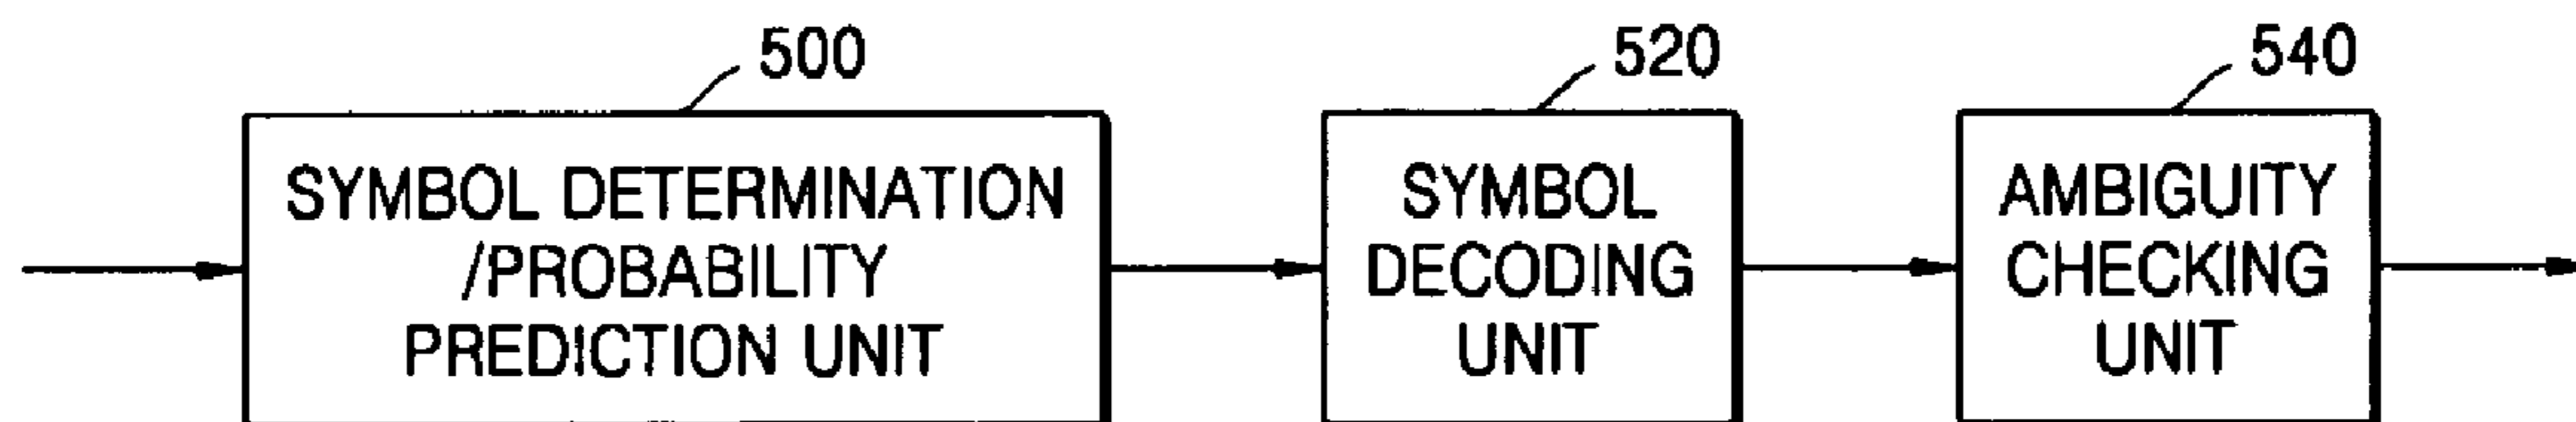 500
520
540
SYMBOL DETERMINATION
/PROBABILITY
PREDICTION UNIT
SYMBOL
DECODING
UNIT
AMBIGUITY
CHECKING
UNIT